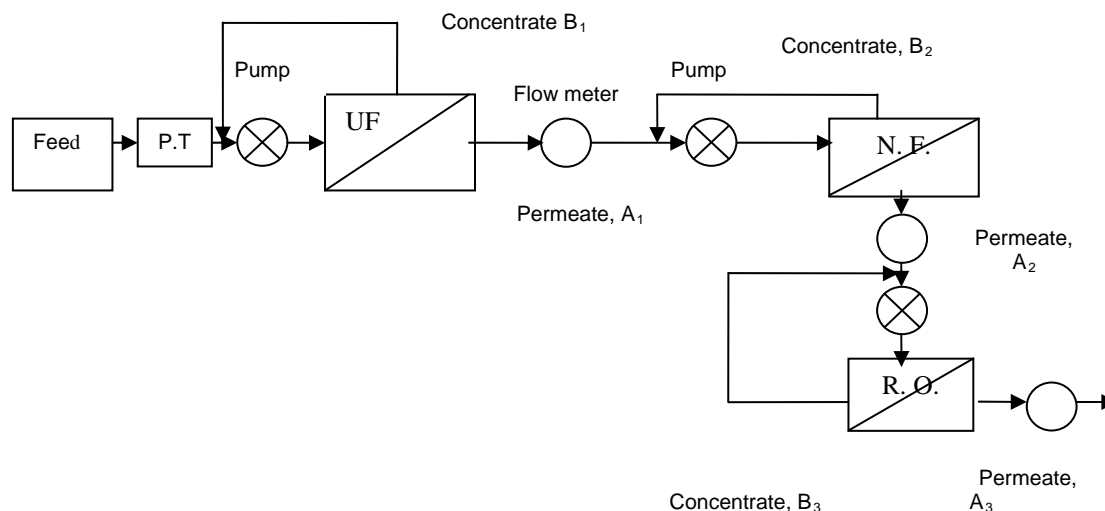 Concentrate B₁
Concentrate, B₂
Pump
Pump
Flow meter
UF
Feed
P.T
N. F.
Permeate, A₁
Permeate,
A₂
R. O.
Permeate,
A₃
Concentrate, B₃